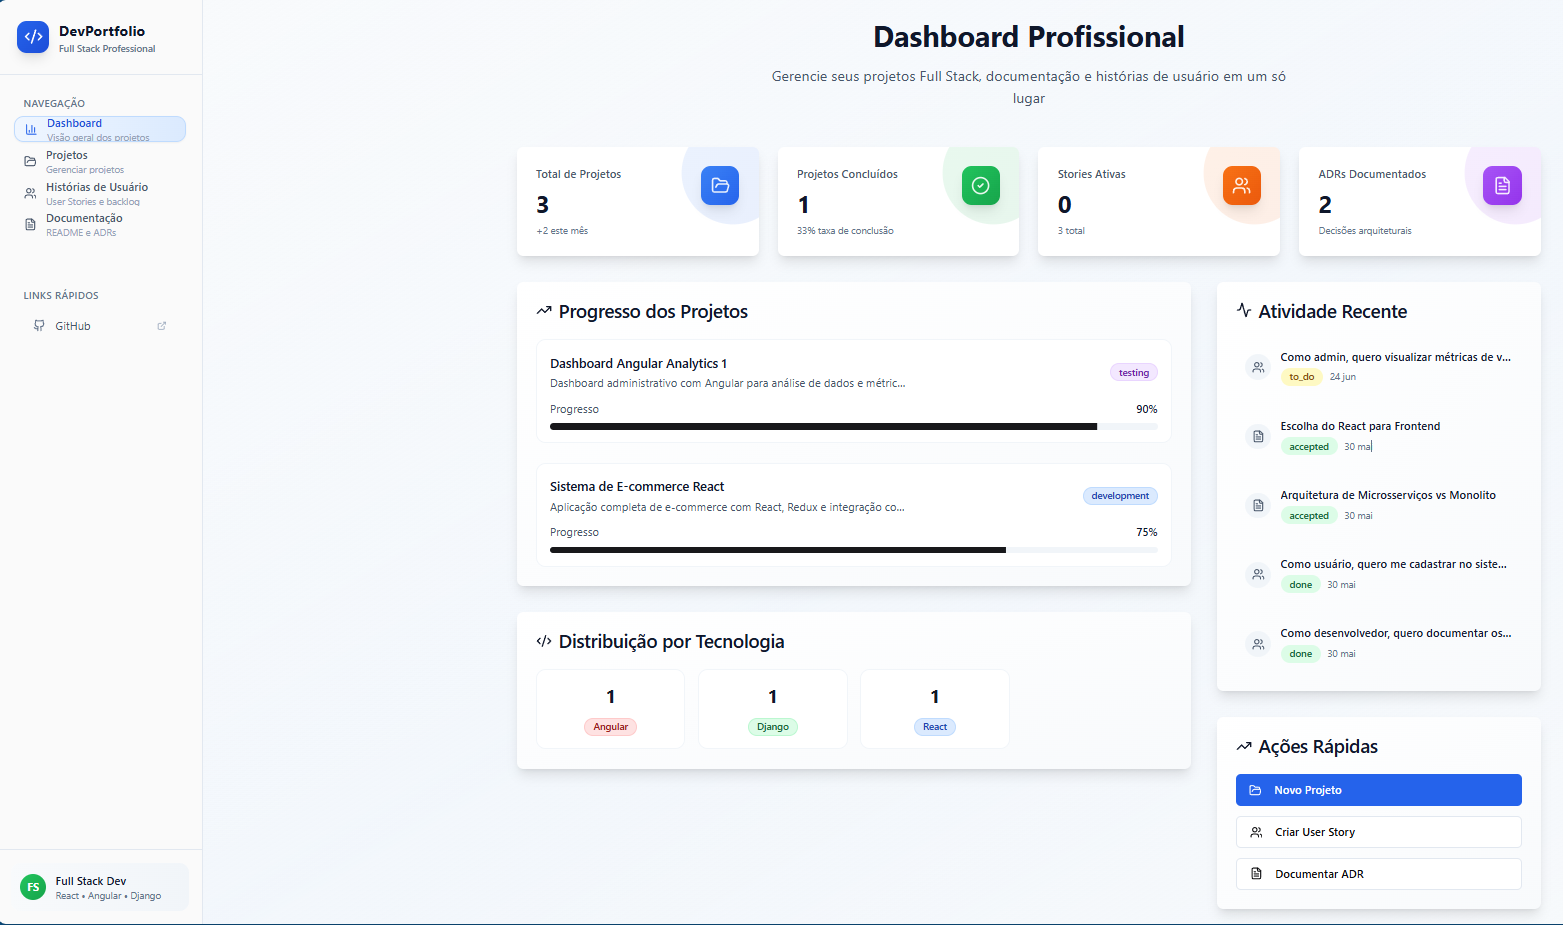 DevPortfolio
Full Stack Professional
NAVEGAÇÃO
Dashboard
Visão geral dos projetos
Projetos
Gerenciar projetos
Histórias de Usuário
User Stories e backlog
Documentação
README e ADRs
LINKS RÁPIDOS
GitHub
FS
Full Stack Dev
React • Angular • Django
Dashboard Profissional
Gerencie seus projetos Full Stack, documentação e histórias de usuário em um só
lugar
Total de Projetos
3
+2 este mês
Projetos Concluídos
1
33% taxa de conclusão
Stories Ativas
0
3 total
ADRs Documentados
2
Decisões arquiteturais
Progresso dos Projetos
Dashboard Angular Analytics 1
testing
Dashboard administrativo com Angular para análise de dados e métric...
Progresso
90%
Sistema de E-commerce React
development
Aplicação completa de e-commerce com React, Redux e integração co...
Progresso
75%
Distribuição por Tecnologia
1
Angular
1
Django
1
React
Atividade Recente
Como admin, quero visualizar métricas de v...
to_do 24 jun
Escolha do React para Frontend
accepted 30 mai
Arquitetura de Microsserviços vs Monolito
accepted 30 mai
Como usuário, quero me cadastrar no siste...
done 30 mai
Como desenvolvedor, quero documentar os...
done 30 mai
Ações Rápidas
Novo Projeto
Criar User Story
Documentar ADR